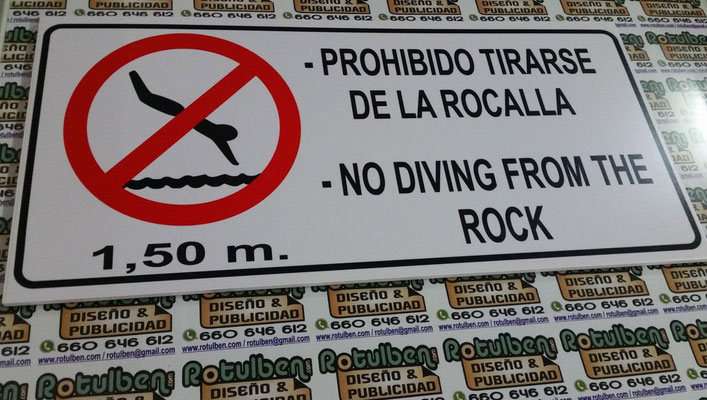 - PROHIBIDO TIRARSE
DE LA ROCALLA
- NO DIVING FROM THE
ROCK
1,50 m.
Rotulben.com
DISEÑO &
PUBLICIDAD
660 646 612
www.rotulben.com / rotulben@gmail.com